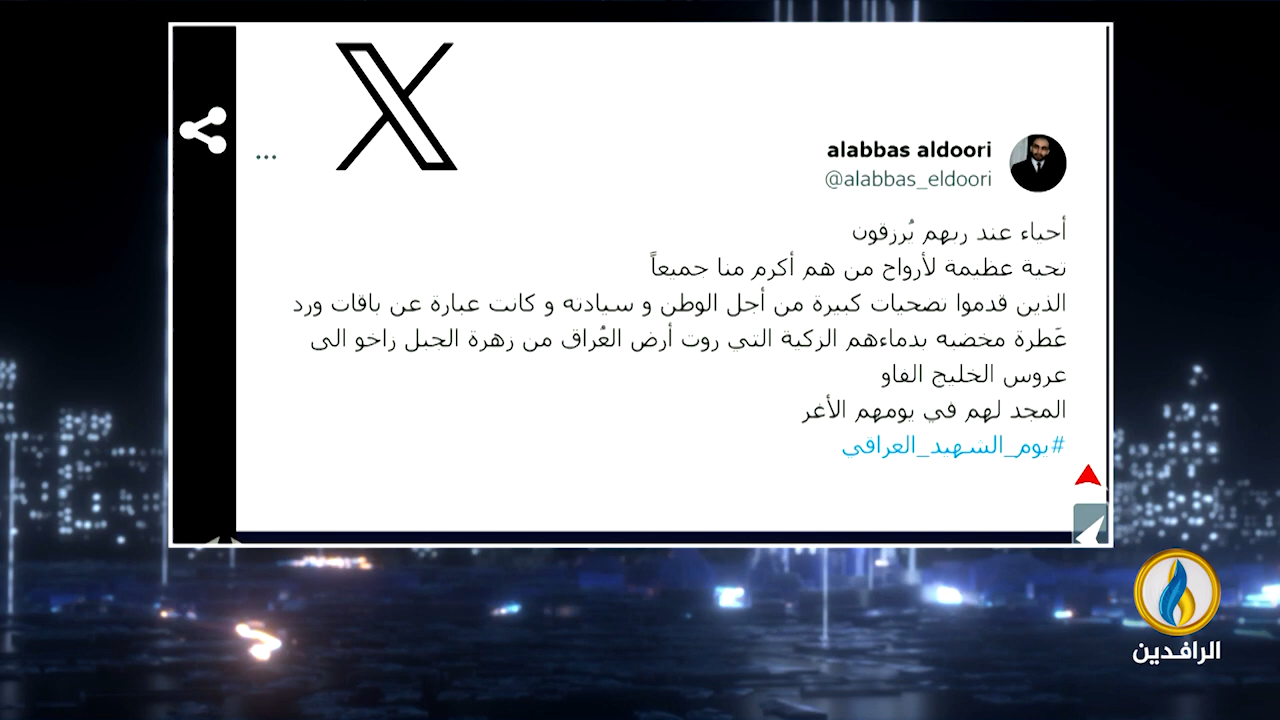 alabbas aldoori
@alabbas_eldoori
أحياء عند ربهم يُرزقون
تحية عظيمة لأرواح من هم أكرم منا جميعاً
الذين قدموا تضحيات كبيرة من أجل الوطن و سيادته و كانت عبارة عن باقات ورد
عَطرة مخضبه بدماءهم الزكية التي روت أرض العُراق من زهرة الجبل زاخو الى
عروس الخليج الفاو
المجد لهم في يومهم الأغر
#يوم_الشهيد_العراقي
الرافدين